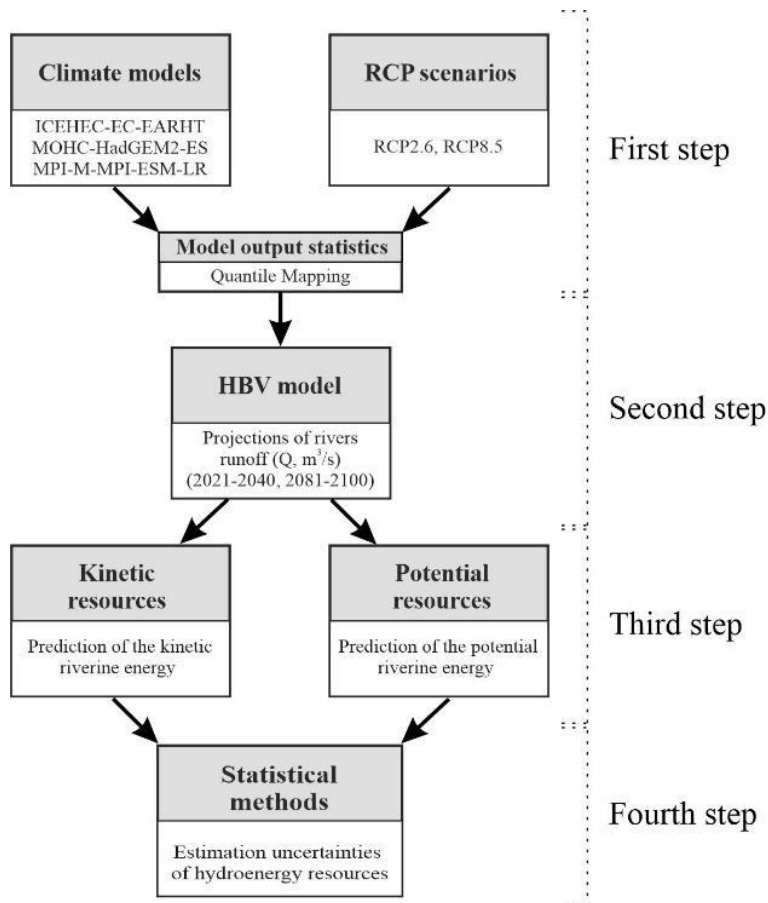 Climate models
ICEHEC-EC-EARHT
MOHC-HadGEM2-ES
MPI-M-MPI-ESM-LR
RCP scenarios
RCP2.6, RCP8.5
First step
Model output statistics
Quantile Mapping
HBV model
Projections of rivers
runoff (Q, m³/s)
(2021-2040, 2081-2100)
Second step
Kinetic
resources
Prediction of the kinetic
riverine energy
Potential
resources
Prediction of the potential
riverine energy
Third step
Statistical
methods
Estimation uncertainties
of hydroenergy resources
Fourth step